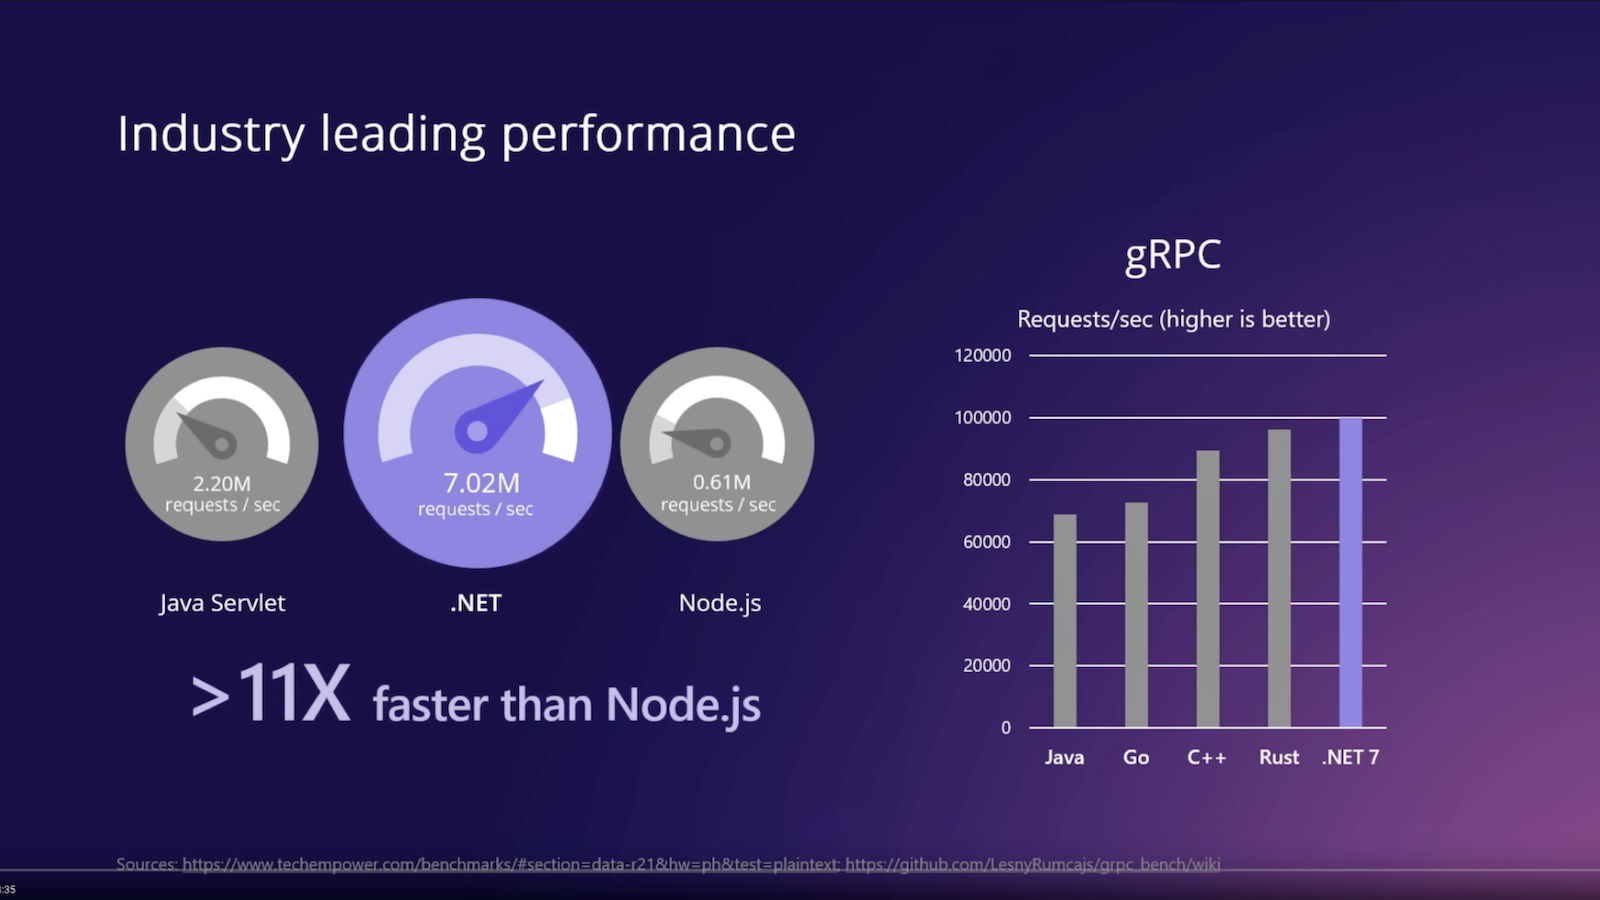 Industry leading performance
2.20M
requests / sec
Java Servlet
7.02M
requests / sec
.NET
0.61M
requests / sec
Node.js
>11X faster than Node.js
gRPC
Requests/sec (higher is better)
120000
100000
80000
60000
40000
20000
0
Java Go C++ Rust .NET 7
Sources: https://www.techempower.com/benchmarks/#section=data-r21&hw=ph&test=plaintext; https://github.com/LesnyRumcajs/grpc_bench/wiki
:35